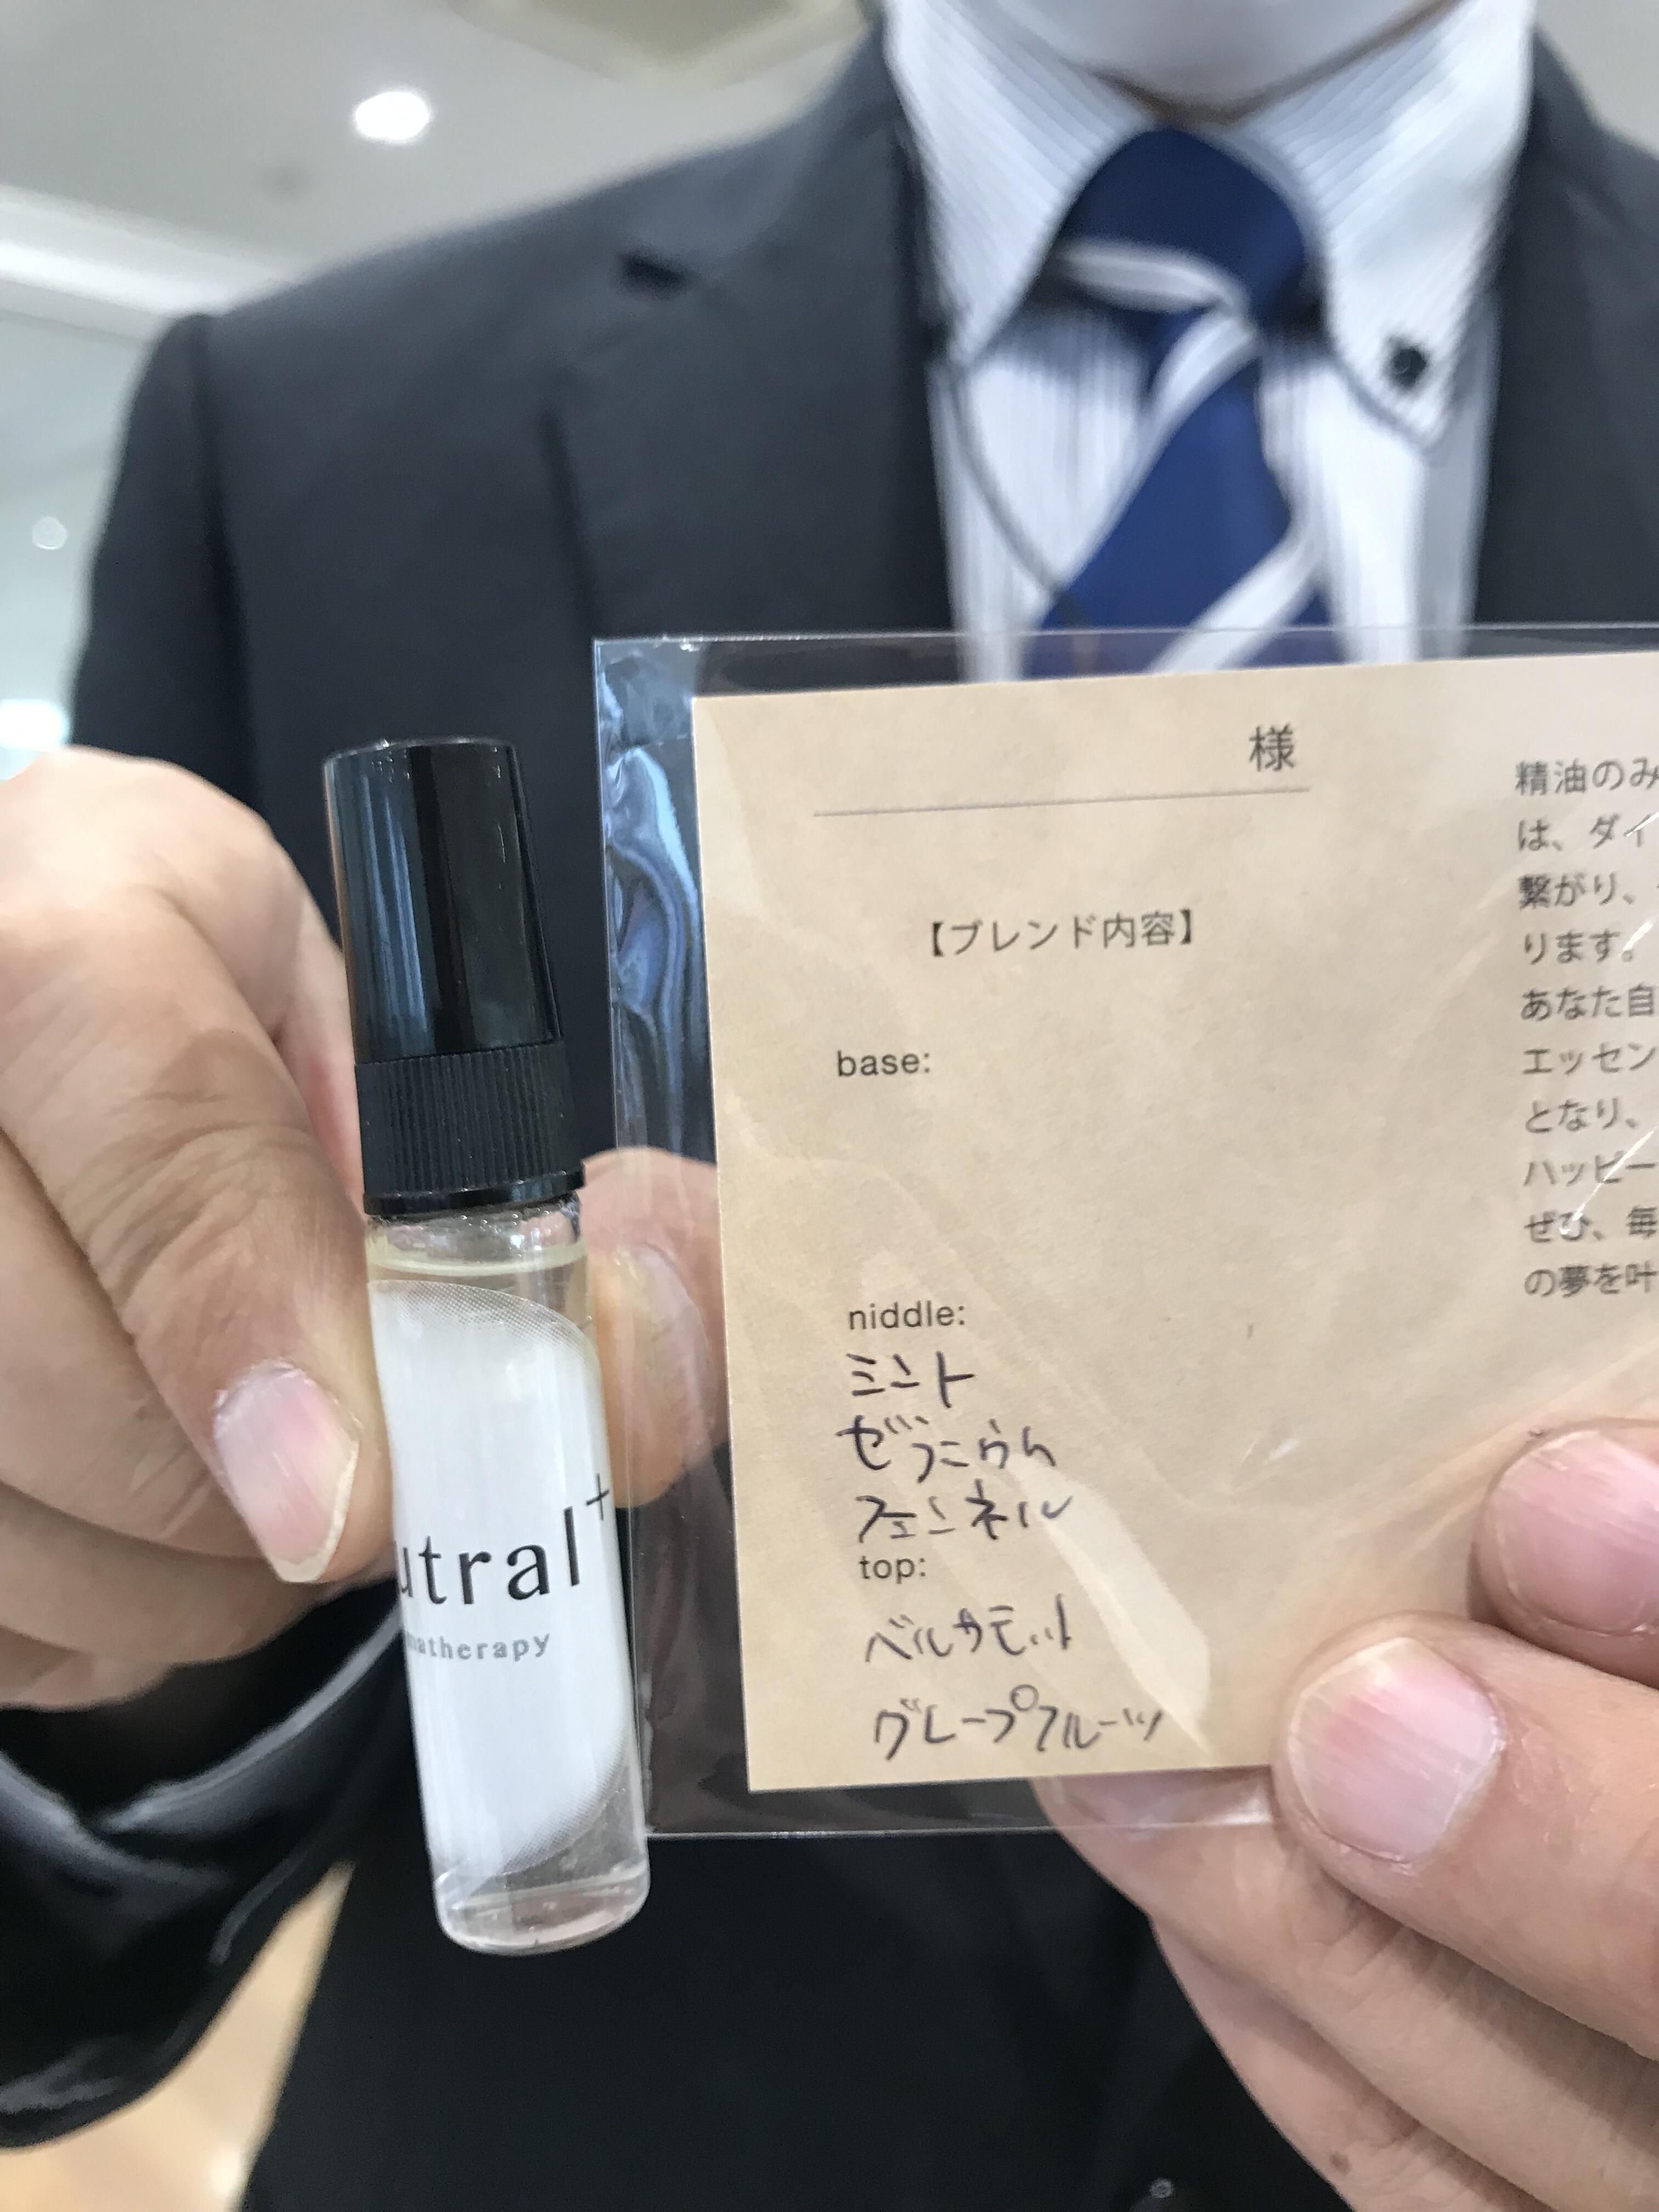 utral+
matherapy
様
【ブレンド内容】
base:
niddle:
ミント
ゼラニウム
フェンネル
top:
ベルガモット
グレープフルーツ
精油のみ
は、ダイ
繋がり、
ります。
あなた自
エッセン
となり、
ハッピー
ぜひ、毎
の夢を叶